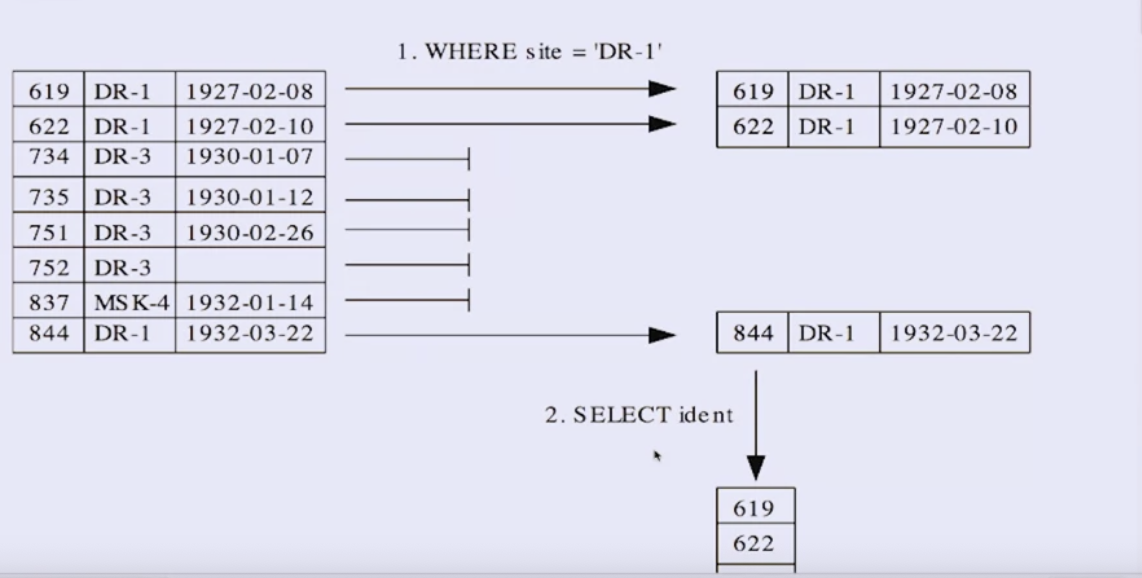 1. WHERE site = 'DR-1'
619 DR-1 1927-02-08
622 DR-1 1927-02-10
734 DR-3 1930-01-07
735 DR-3 1930-01-12
751 DR-3 1930-02-26
752 DR-3
837 MSK-4 1932-01-14
844 DR-1 1932-03-22
619 DR-1 1927-02-08
622 DR-1 1927-02-10
844 DR-1 1932-03-22
2. SELECT ident
619
622